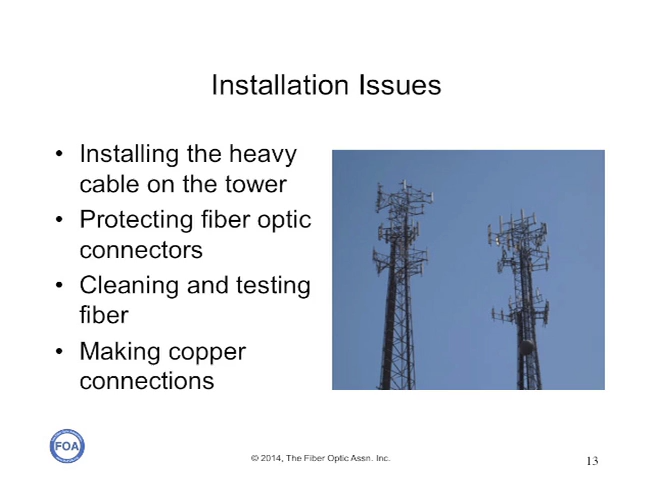 Installation Issues
• Installing the heavy
cable on the tower
• Protecting fiber optic
connectors
• Cleaning and testing
fiber
• Making copper
connections
FOA
© 2014, The Fiber Optic Assn. Inc.
13